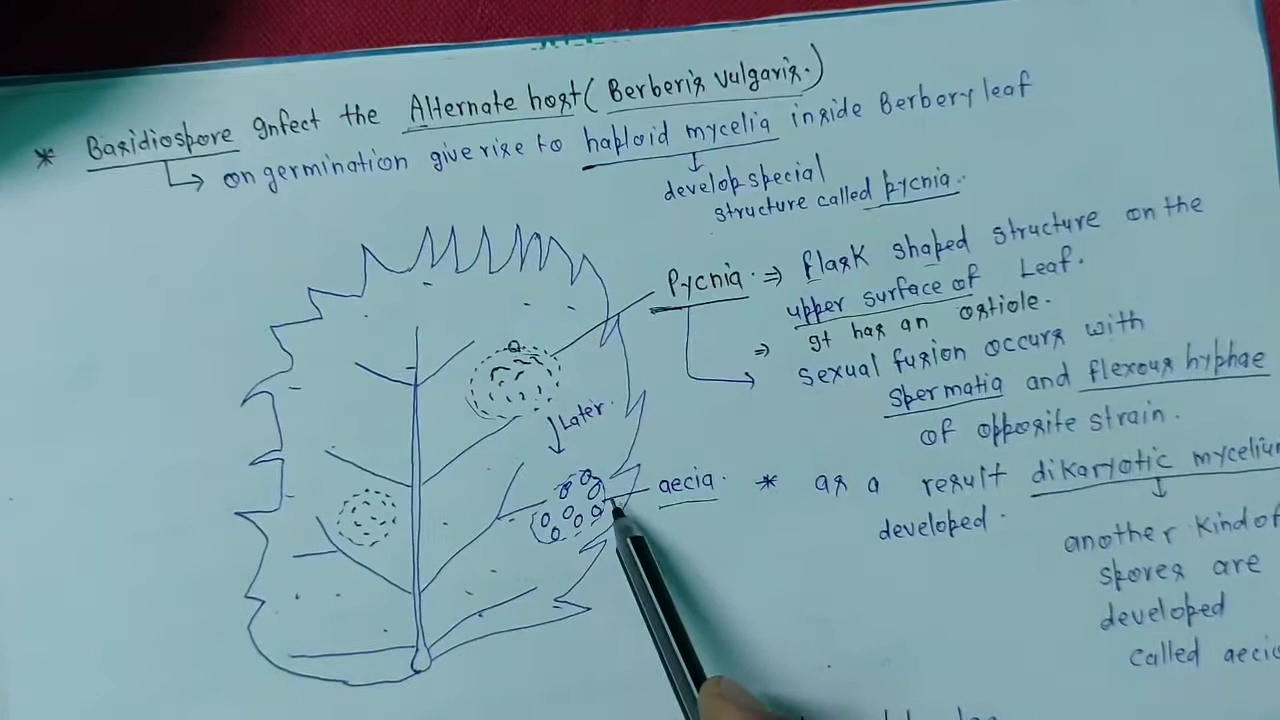 * Basidiospore Infect the Alternate host (Berberis vulgaris.)
↳ on germination give rise to haploid mycelia inside Berbery leaf
↓
develop special
structure called pycnia.
Pycnia ⇒ flask shaped structure on the
upper surface of Leaf.
⇒ It has an ostiole.
sexual fusion occurs with
spermatia and flexous hyphae
of opposite strain.
Later.
aecia. * as a result dikaryotic mycelium
developed.
↓
another kind of
spores are
developed
called aecio